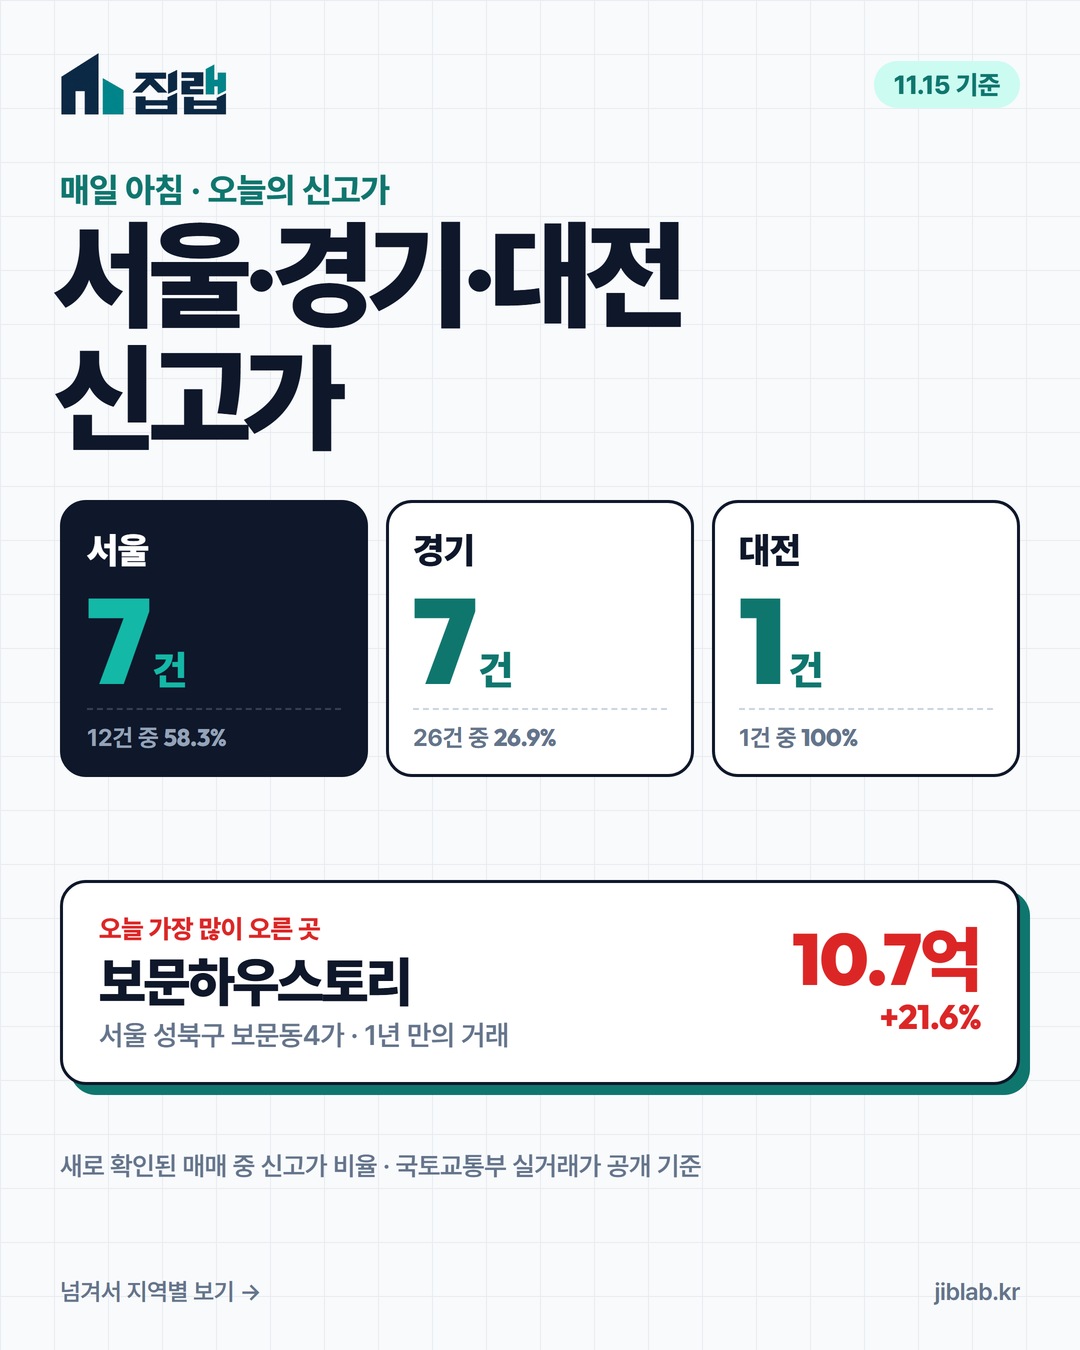 집랩
11.15 기준
매일 아침 · 오늘의 신고가
서울·경기·대전
신고가
서울
7건
12건 중 58.3%
경기
7건
26건 중 26.9%
대전
1건
1건 중 100%
오늘 가장 많이 오른 곳
보문하우스토리
서울 성북구 보문동4가 · 1년 만의 거래
10.7억
+21.6%
새로 확인된 매매 중 신고가 비율 · 국토교통부 실거래가 공개 기준
넘겨서 지역별 보기 →
jiblab.kr